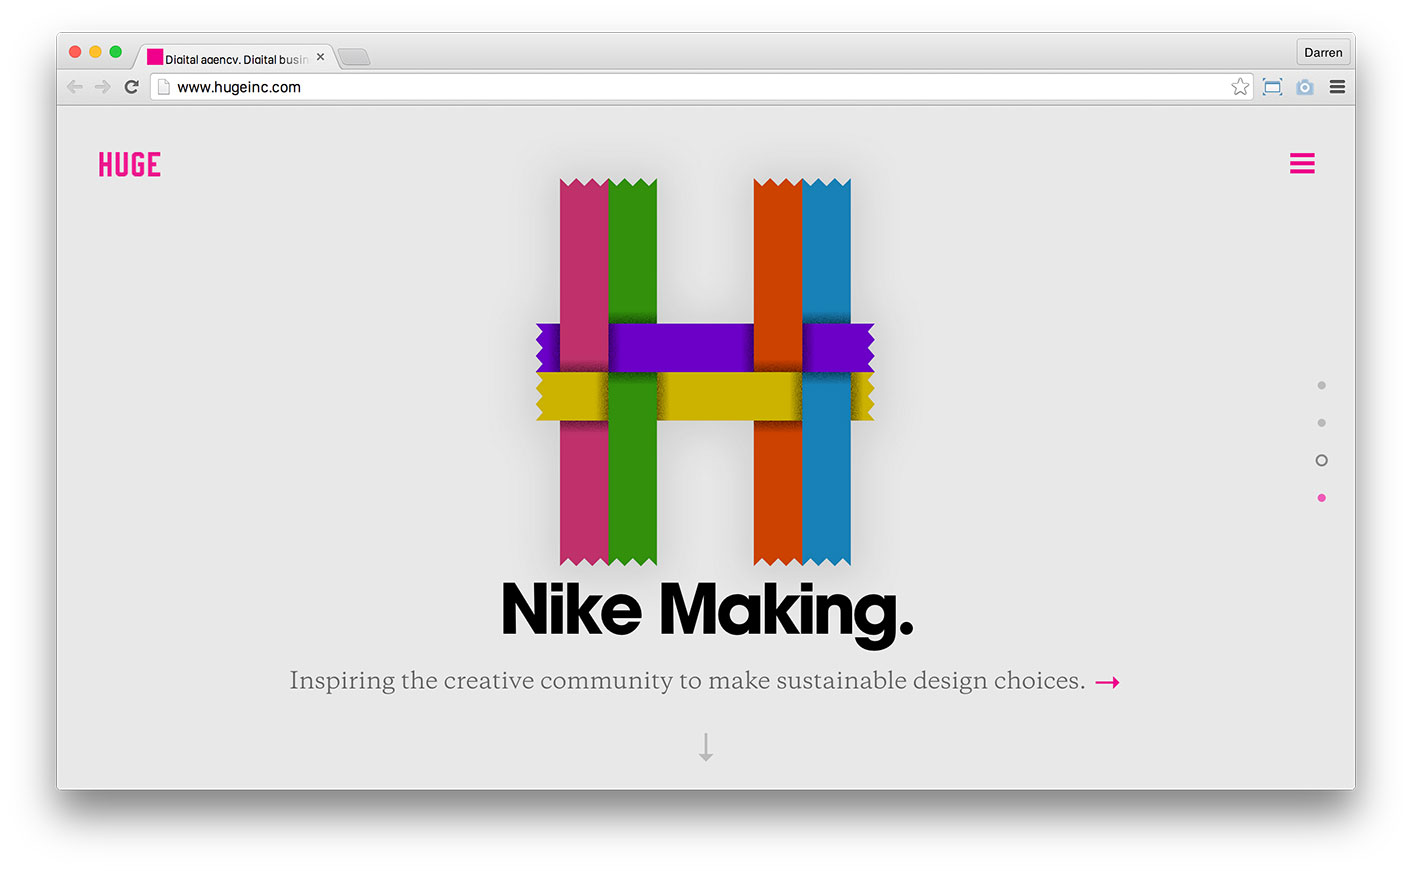 Digital agency. Digital busin
Darren
www.hugeinc.com
HUGE
Nike Making.
Inspiring the creative community to make sustainable design choices.